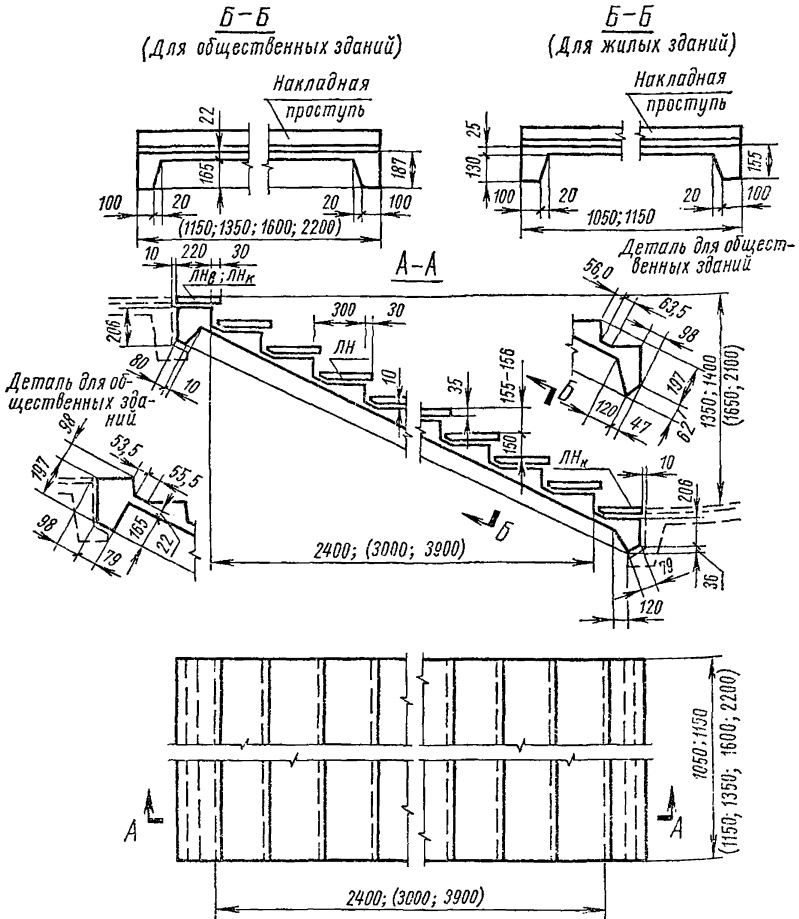 Б–Б
(Для общественных зданий)
Накладная
проступь
22
165
187
100
20
20
100
(1150; 1350; 1600; 2200)
Б–Б
(Для жилых зданий)
Накладная
проступь
25
130
155
100
20
20
100
1050; 1150
А–А
10
220
30
ЛНв; ЛНк
206
80
10
300
30
ЛН
10
35
155–156
150
Б
Б
ЛНк
10
206
1350; 1400
(1650; 2100)
79
36
120
2400; (3000; 3900)
Деталь для общест-
венных зданий
56,0
63,5
98
197
120
47
62
Деталь для об-
щественных зда-
ний
98
53,5
55,5
197
98
79
165
22
1050; 1150
(1150; 1350; 1600; 2200)
А
А
2400; (3000; 3900)